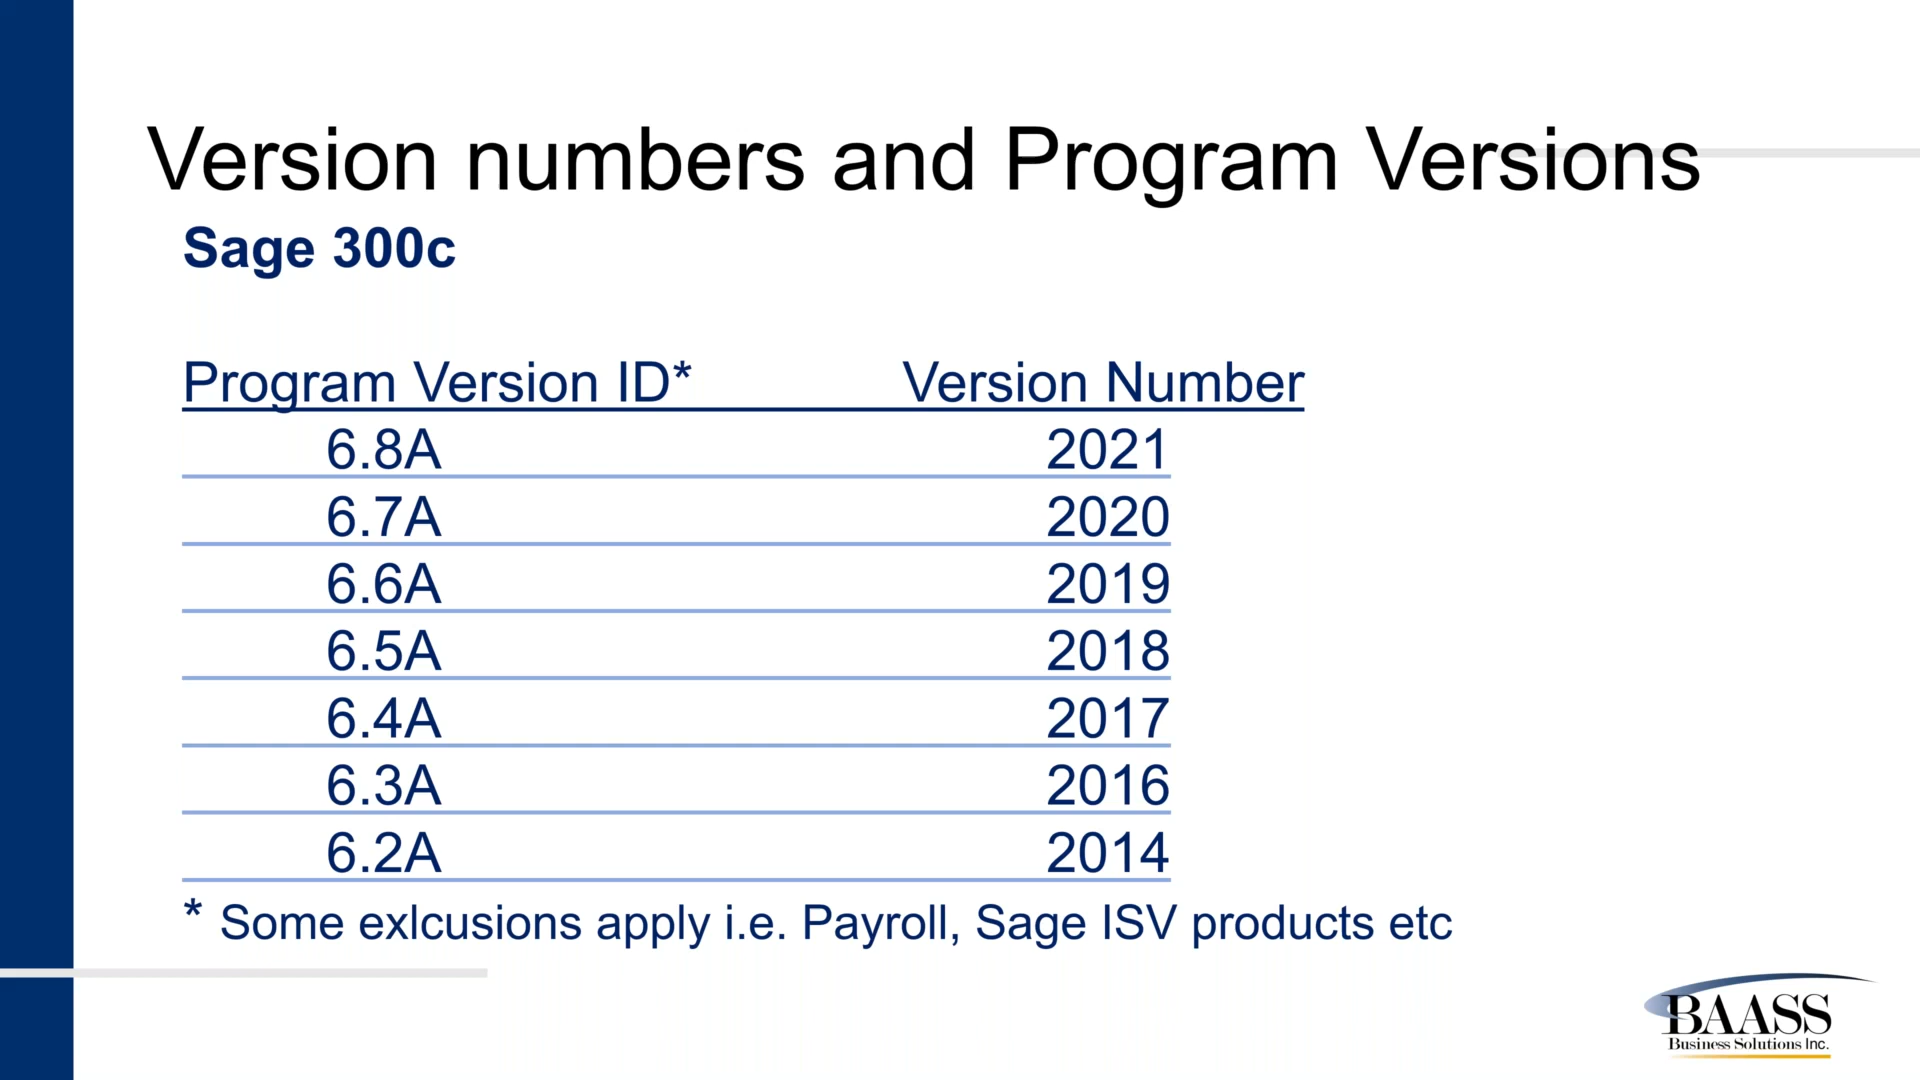 Version numbers and Program Versions
Sage 300c
Program Version ID* Version Number
6.8A 2021
6.7A 2020
6.6A 2019
6.5A 2018
6.4A 2017
6.3A 2016
6.2A 2014
* Some exlcusions apply i.e. Payroll, Sage ISV products etc
BAASS
Business Solutions Inc.